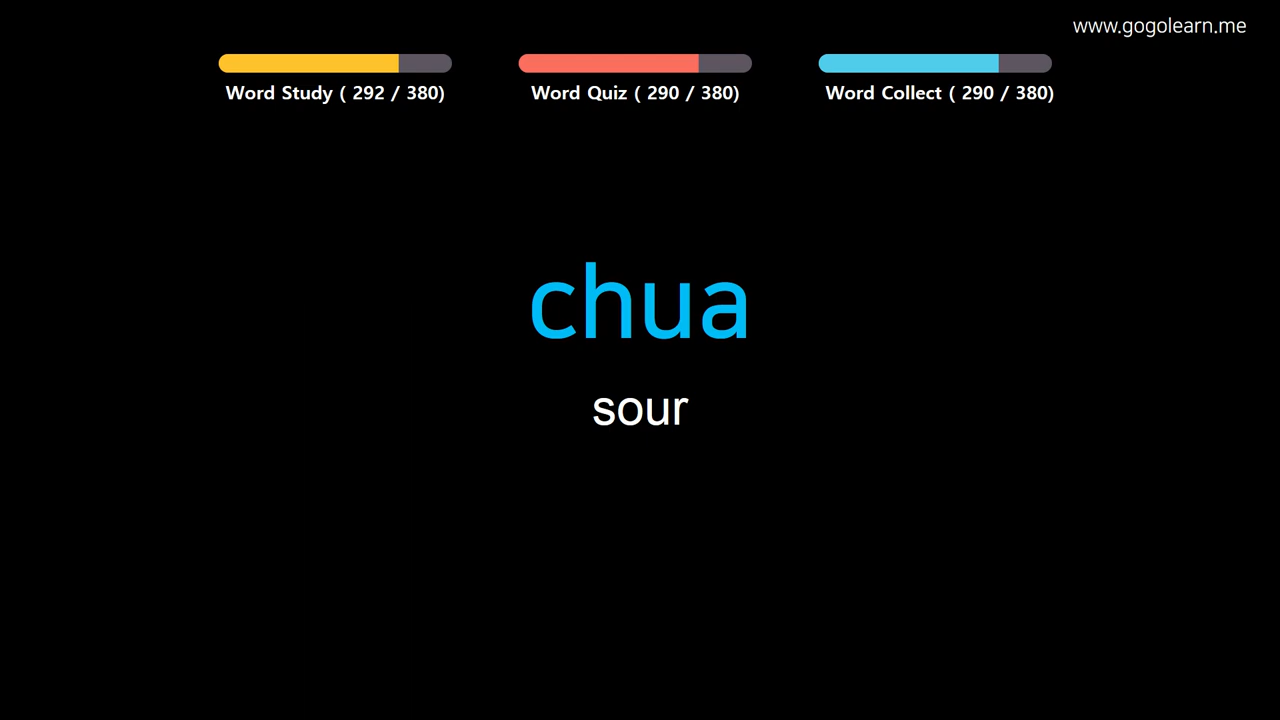 www.gogolearn.me
Word Study ( 292 / 380)
Word Quiz ( 290 / 380)
Word Collect ( 290 / 380)
chua
sour